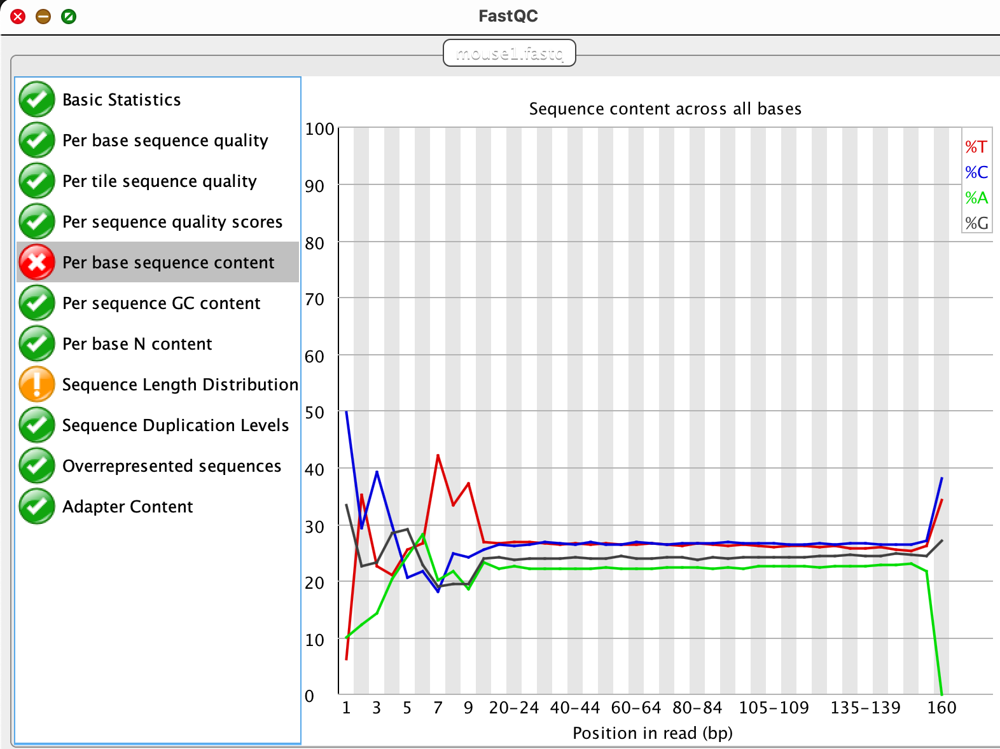 FastQC
mouse1.fastq
Basic Statistics
Per base sequence quality
Per tile sequence quality
Per sequence quality scores
Per base sequence content
Per sequence GC content
Per base N content
Sequence Length Distribution
Sequence Duplication Levels
Overrepresented sequences
Adapter Content
Sequence content across all bases
100
90
80
70
60
50
40
30
20
10
0
%T
%C
%A
%G
1 3 5 7 9 20-24 40-44 60-64 80-84 105-109 135-139 160
Position in read (bp)